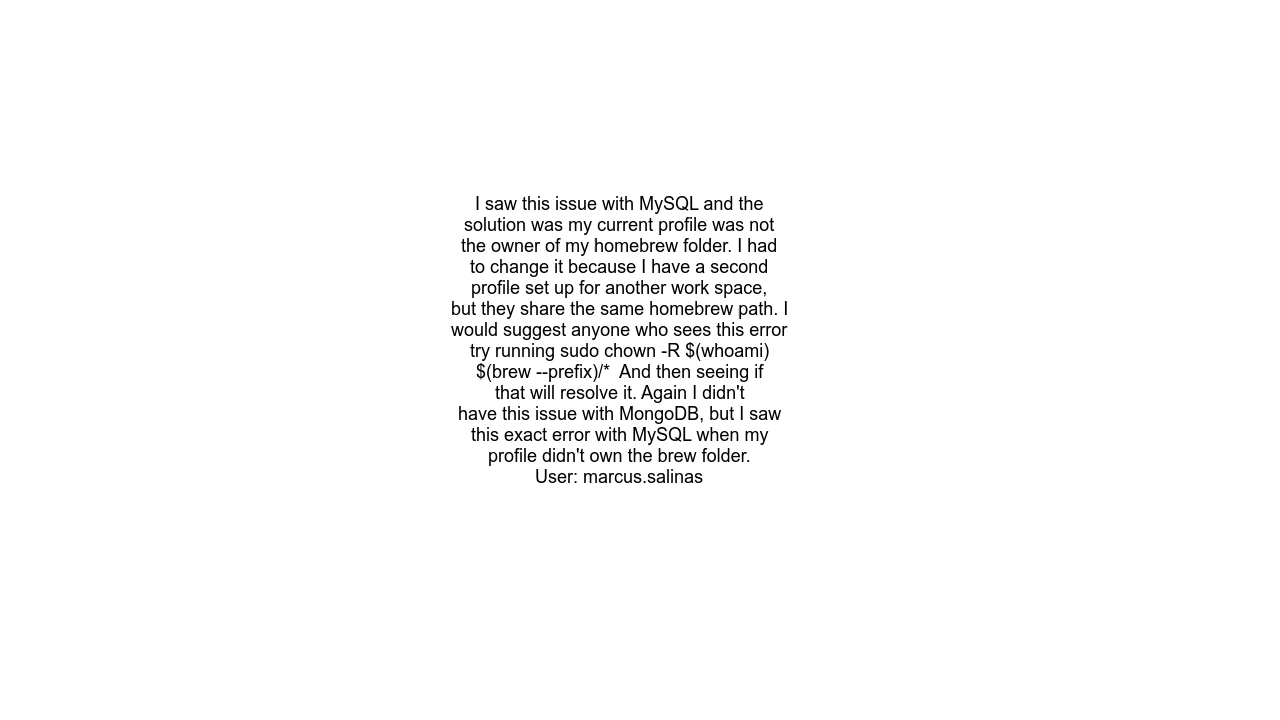 I saw this issue with MySQL and the
solution was my current profile was not
the owner of my homebrew folder. I had
to change it because I have a second
profile set up for another work space,
but they share the same homebrew path. I
would suggest anyone who sees this error
try running sudo chown -R $(whoami)
$(brew --prefix)/*  And then seeing if
that will resolve it. Again I didn't
have this issue with MongoDB, but I saw
this exact error with MySQL when my
profile didn't own the brew folder.
User: marcus.salinas